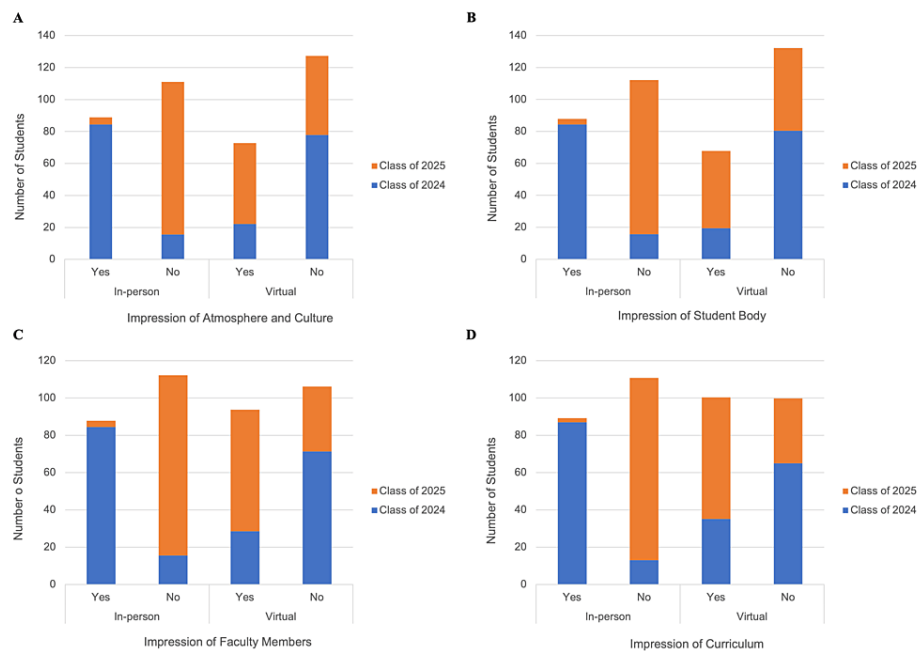 A
140
120
100
80
60
40
20
0
Number of Students
Yes No Yes No
In-person Virtual
Impression of Atmosphere and Culture
Class of 2025
Class of 2024
B
140
120
100
80
60
40
20
0
Number of Students
Yes No Yes No
In-person Virtual
Impression of Student Body
Class of 2025
Class of 2024
C
120
100
80
60
40
20
0
Number o Students
Yes No Yes No
In-person Virtual
Impression of Faculty Members
Class of 2025
Class of 2024
D
120
100
80
60
40
20
0
Number of Students
Yes No Yes No
In-person Virtual
Impression of Curriculum
Class of 2025
Class of 2024